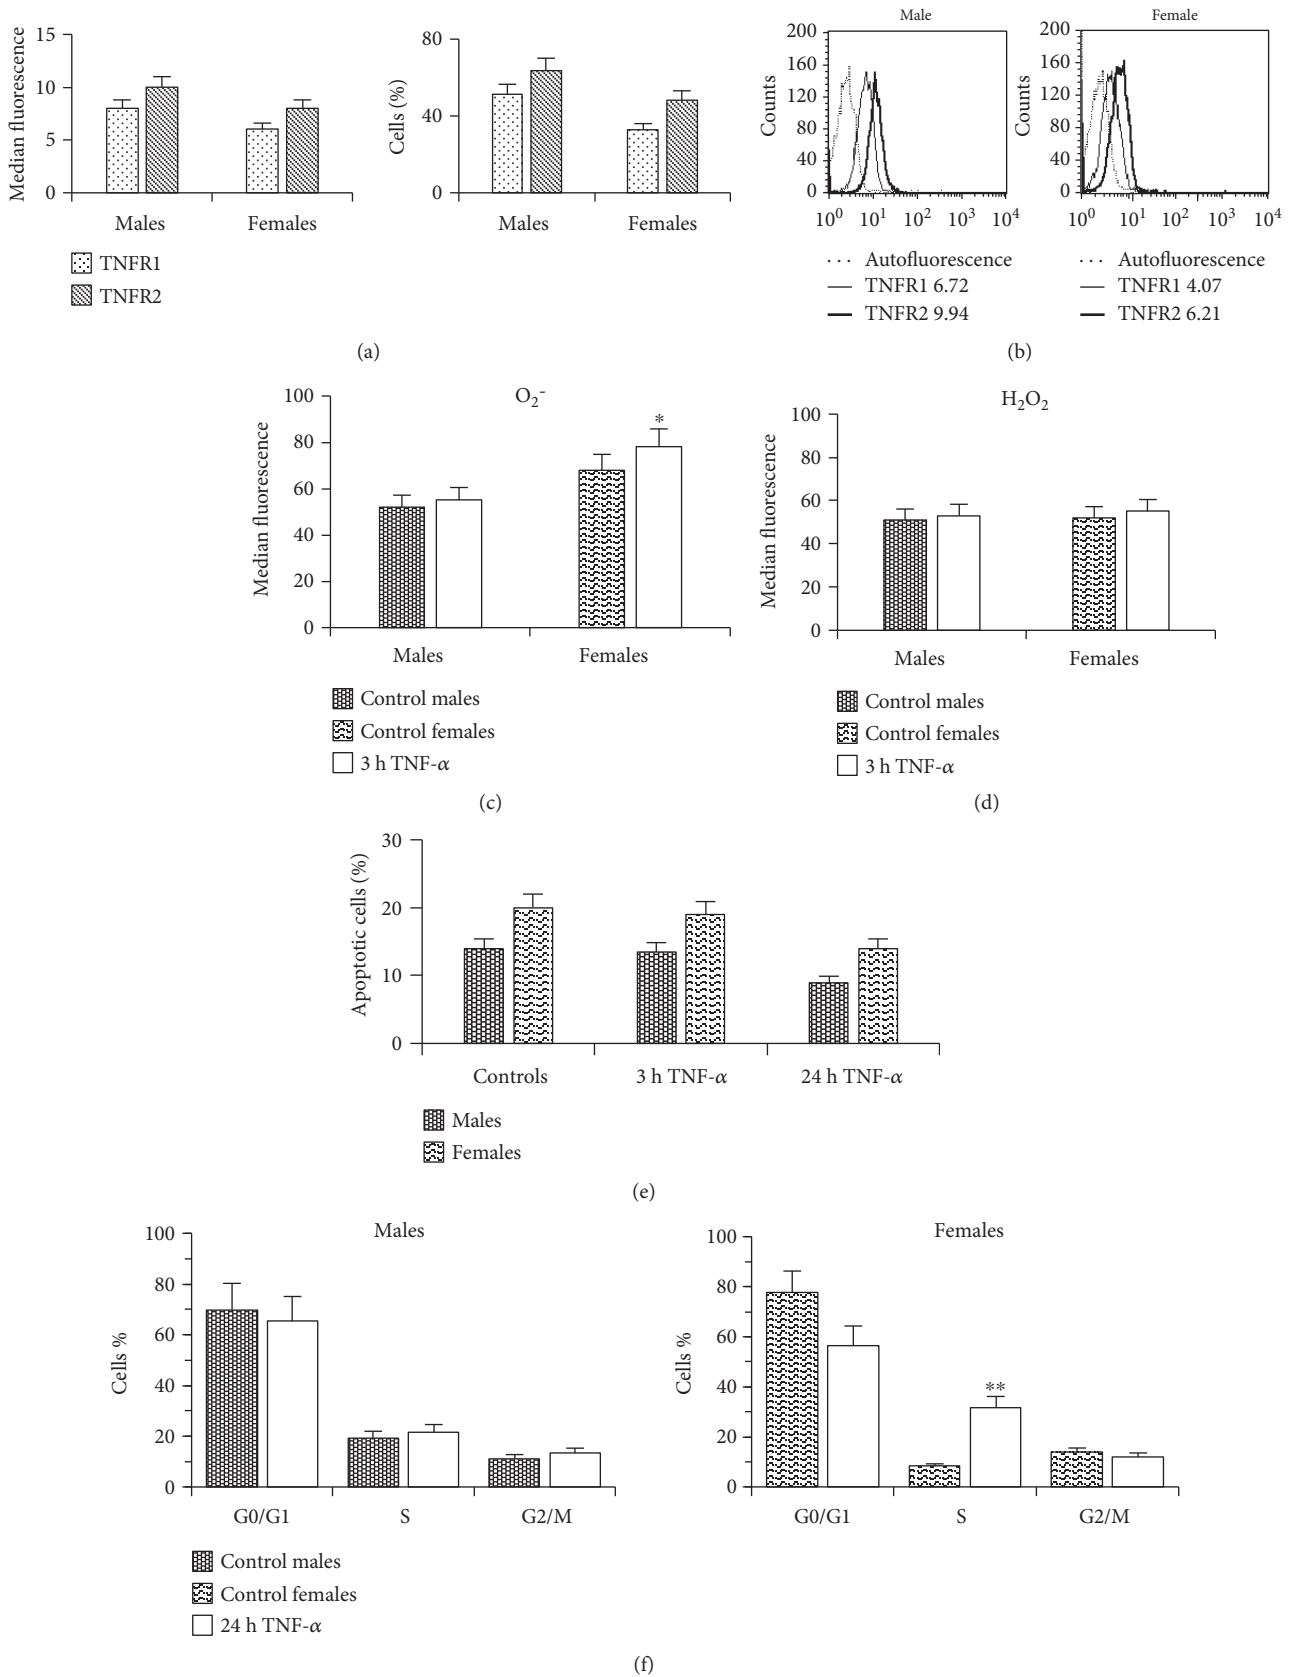 Median fluorescence
15
10
5
0
Males
Females
TNFR1
TNFR2
Cells (%)
80
40
0
Males
Females
(a)
Male
Counts
200
160
120
80
40
0
10⁰ 10¹ 10² 10³ 10⁴
··· Autofluorescence
TNFR1 6.72
TNFR2 9.94
Female
Counts
200
160
120
80
40
0
10⁰ 10¹ 10² 10³ 10⁴
··· Autofluorescence
TNFR1 4.07
TNFR2 6.21
(b)
O₂⁻
Median fluorescence
100
80
60
40
20
0
*
Males
Females
Control males
Control females
3 h TNF-α
(c)
H₂O₂
Median fluorescence
100
80
60
40
20
0
Males
Females
Control males
Control females
3 h TNF-α
(d)
Apoptotic cells (%)
30
20
10
0
Controls
3 h TNF-α
24 h TNF-α
Males
Females
(e)
Males
Cells %
100
80
60
40
20
0
G0/G1
S
G2/M
Control males
Control females
24 h TNF-α
Females
Cells %
100
80
60
40
20
0
**
G0/G1
S
G2/M
(f)